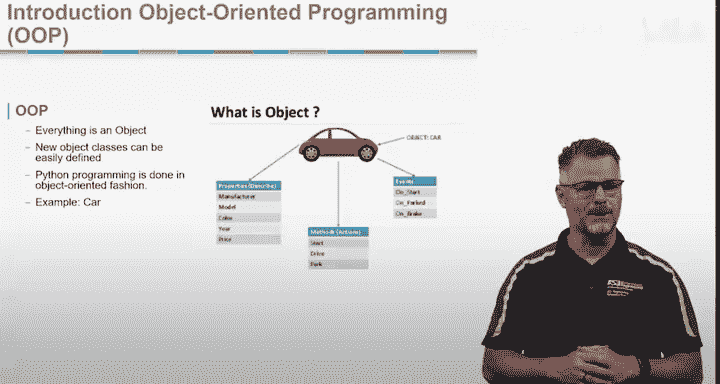 Introduction Object-Oriented Programming
(OOP)
OOP
– Everything is an Object
– New object classes can be
easily defined
– Python programming is done in
object-oriented fashion.
– Example: Car
What is Object ?
OBJECT: CAR
Properties (Describe)
Manufacturer
Model
Color
Year
Price
Methods (Actions)
Start
Drive
Park
Events
On_Start
On_Parked
On_Brake